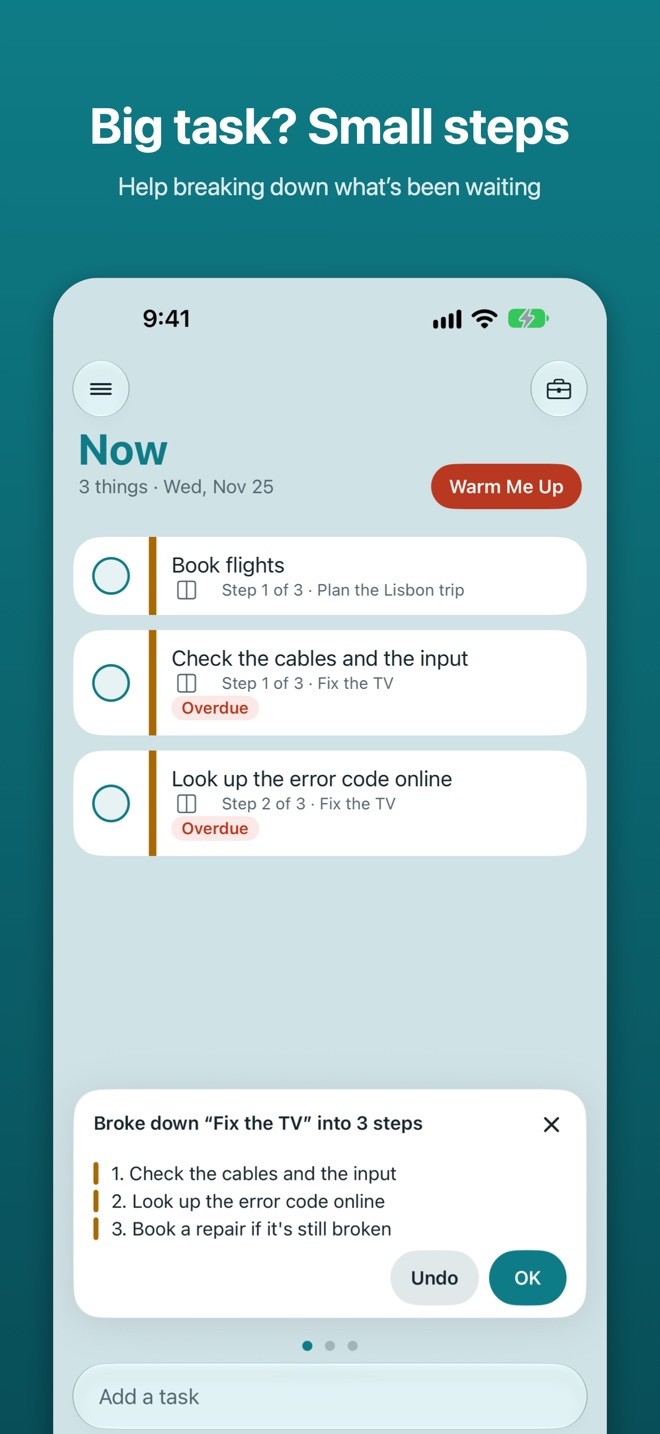 Big task? Small steps
Help breaking down what’s been waiting
9:41
Now
3 things · Wed, Nov 25
Warm Me Up
Book flights
Step 1 of 3 · Plan the Lisbon trip
Check the cables and the input
Step 1 of 3 · Fix the TV
Overdue
Look up the error code online
Step 2 of 3 · Fix the TV
Overdue
Broke down “Fix the TV” into 3 steps
1. Check the cables and the input
2. Look up the error code online
3. Book a repair if it's still broken
Undo
OK
Add a task